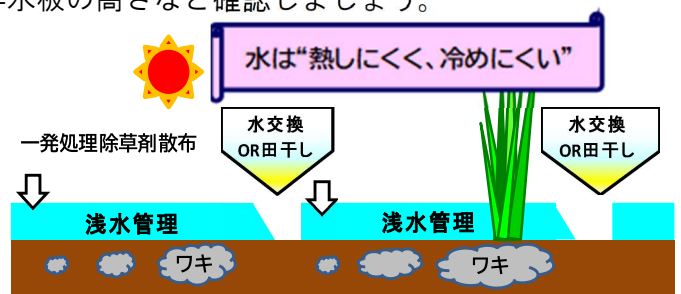 水板の高さなど確認しましょう。
水は“熱しにくく、冷めにくい”
一発処理除草剤散布
水交換
OR田干し
水交換
OR田干し
浅水管理
浅水管理
ワキ
ワキ